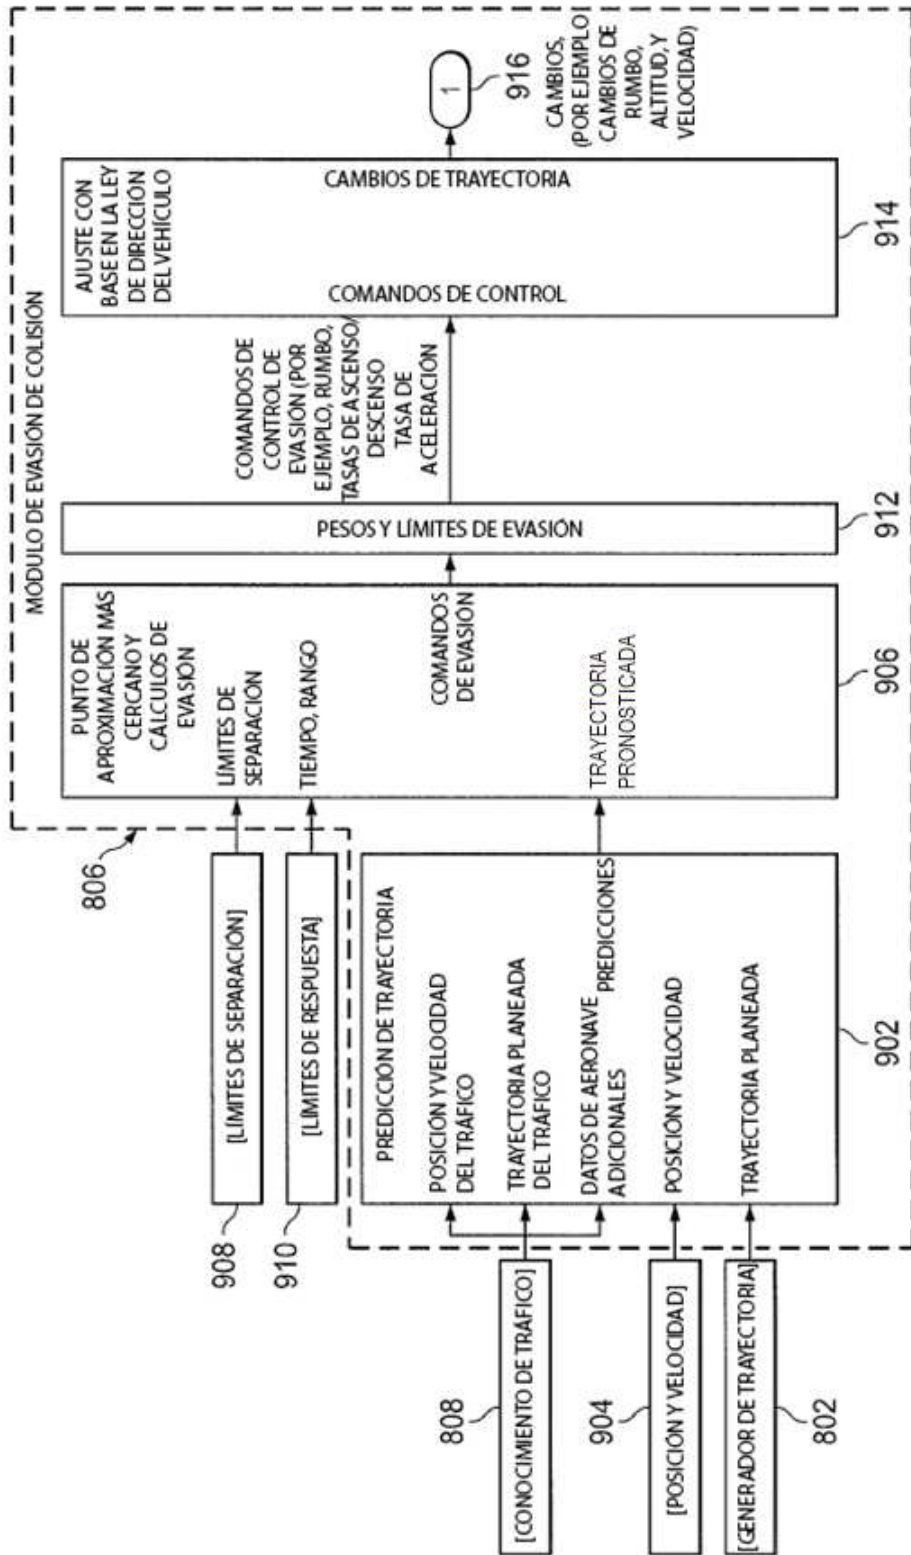 MODULO DE EVASIÓN DE COLISIÓN
806
[LÍMITES DE SEPARACIÓN]
908
[LÍMITES DE RESPUESTA]
910
[CONOCIMIENTO DE TRÁFICO]
808
[POSICIÓN Y VELOCIDAD]
904
[GENERADOR DE TRAYECTORIA]
802
PREDICCIÓN DE TRAYECTORIA
POSICIÓN Y VELOCIDAD
DEL TRÁFICO
TRAYECTORIA PLANEADA
DEL TRÁFICO
DATOS DE AERONAVE
ADICIONALES
PREDICCIONES
POSICIÓN Y VELOCIDAD
TRAYECTORIA PLANEADA
902
PUNTO DE
APROXIMACIÓN MÁS
CERCANO Y
CÁLCULOS DE
EVASIÓN
LÍMITES DE
SEPARACIÓN
TIEMPO, RANGO
COMANDOS
DE EVASIÓN
TRAYECTORIA
PRONOSTICADA
906
PESOS Y LÍMITES DE EVASIÓN
912
COMANDOS DE
CONTROL DE
EVASIÓN (POR
EJEMPLO, RUMBO,
TASAS DE ASCENSO/
DESCENSO
TASA DE
ACELERACIÓN
AJUSTE CON
BASE EN LA LEY
DE DIRECCIÓN
DEL VEHÍCULO
COMANDOS DE CONTROL
CAMBIOS DE TRAYECTORIA
914
1
916
CAMBIOS,
(POR EJEMPLO
CAMBIOS DE
RUMBO,
ALTITUD, Y
VELOCIDAD)